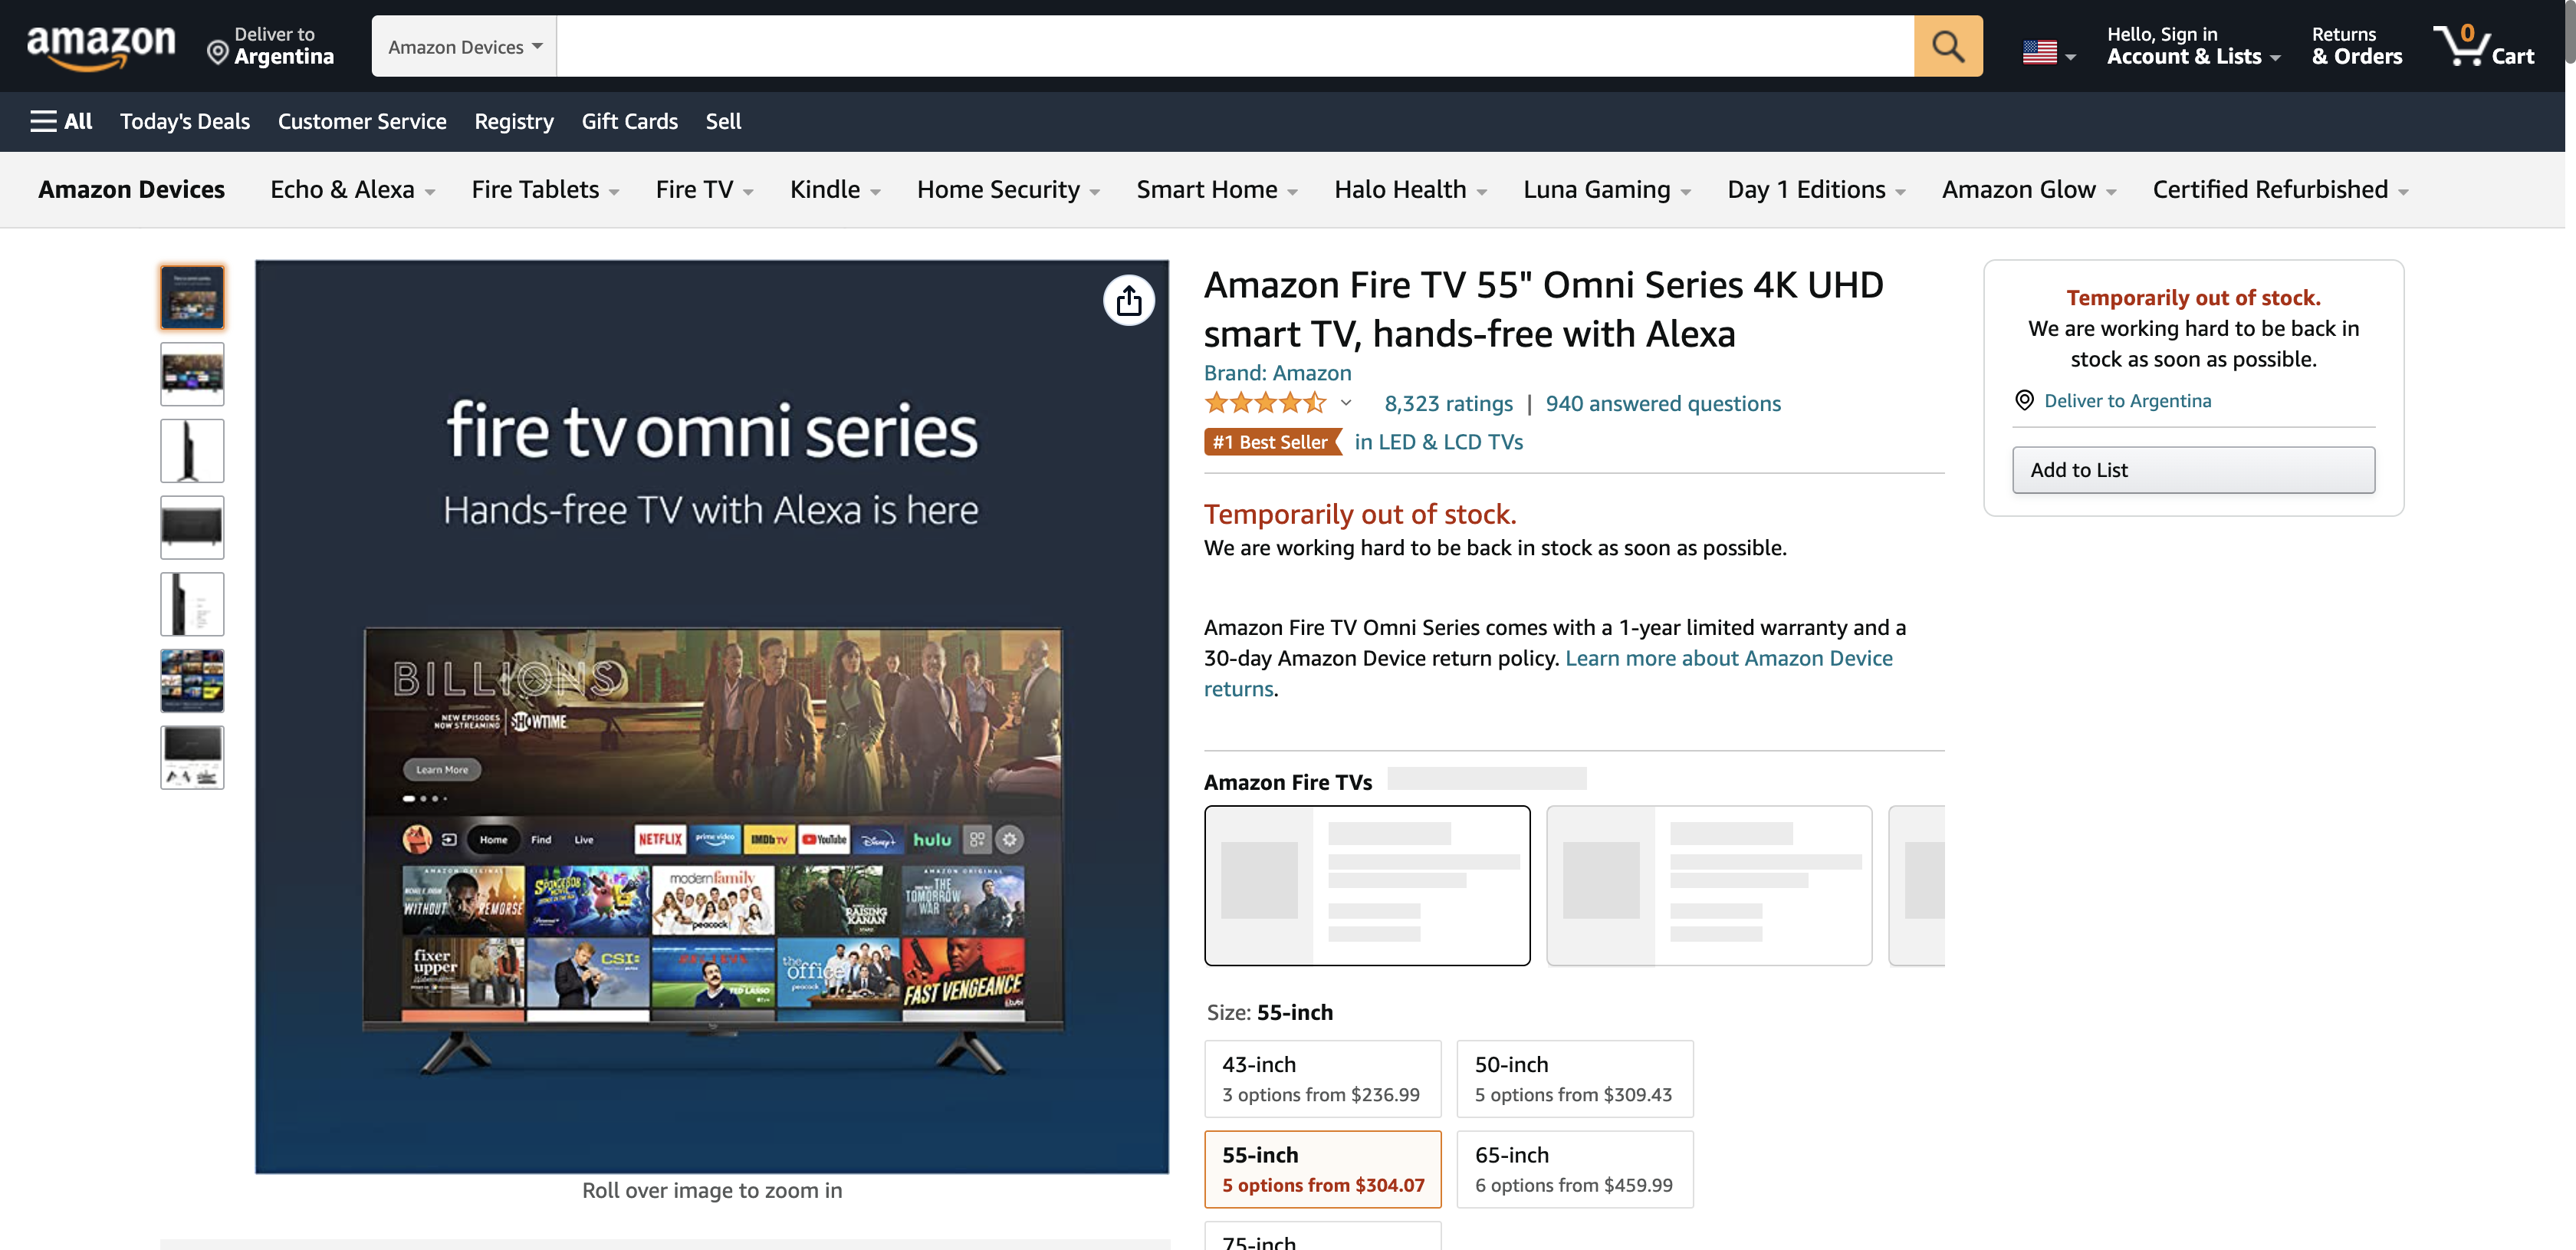 amazon
Deliver to
Argentina
Amazon Devices
Hello, Sign in
Account & Lists
Returns
& Orders
0
Cart
All
Today's Deals
Customer Service
Registry
Gift Cards
Sell
Amazon Devices
Echo & Alexa
Fire Tablets
Fire TV
Kindle
Home Security
Smart Home
Halo Health
Luna Gaming
Day 1 Editions
Amazon Glow
Certified Refurbished
fire tv omni series
Hands-free TV with Alexa is here
BILLIONS
NEW EPISODES
NOW STREAMING
SHOWTIME
Learn More
Home
Find
Live
NETFLIX
prime video
IMDb TV
YouTube
Disney+
hulu
AMAZON ORIGINAL
WITHOUT REMORSE
SPONGEBOB
modern family
peacock
RAISING
KANAN
AMAZON ORIGINAL
THE
TOMORROW
WAR
fixer
upper
CSI:
TED LASSO
the
office
peacock
FAST VENGEANCE
tubi
Roll over image to zoom in
Amazon Fire TV 55" Omni Series 4K UHD
smart TV, hands-free with Alexa
Brand: Amazon
8,323 ratings | 940 answered questions
#1 Best Seller in LED & LCD TVs
Temporarily out of stock.
We are working hard to be back in stock as soon as possible.
Amazon Fire TV Omni Series comes with a 1-year limited warranty and a
30-day Amazon Device return policy. Learn more about Amazon Device
returns.
Amazon Fire TVs
Size: 55-inch
43-inch
3 options from $236.99
50-inch
5 options from $309.43
55-inch
5 options from $304.07
65-inch
6 options from $459.99
75-inch
Temporarily out of stock.
We are working hard to be back in
stock as soon as possible.
Deliver to Argentina
Add to List